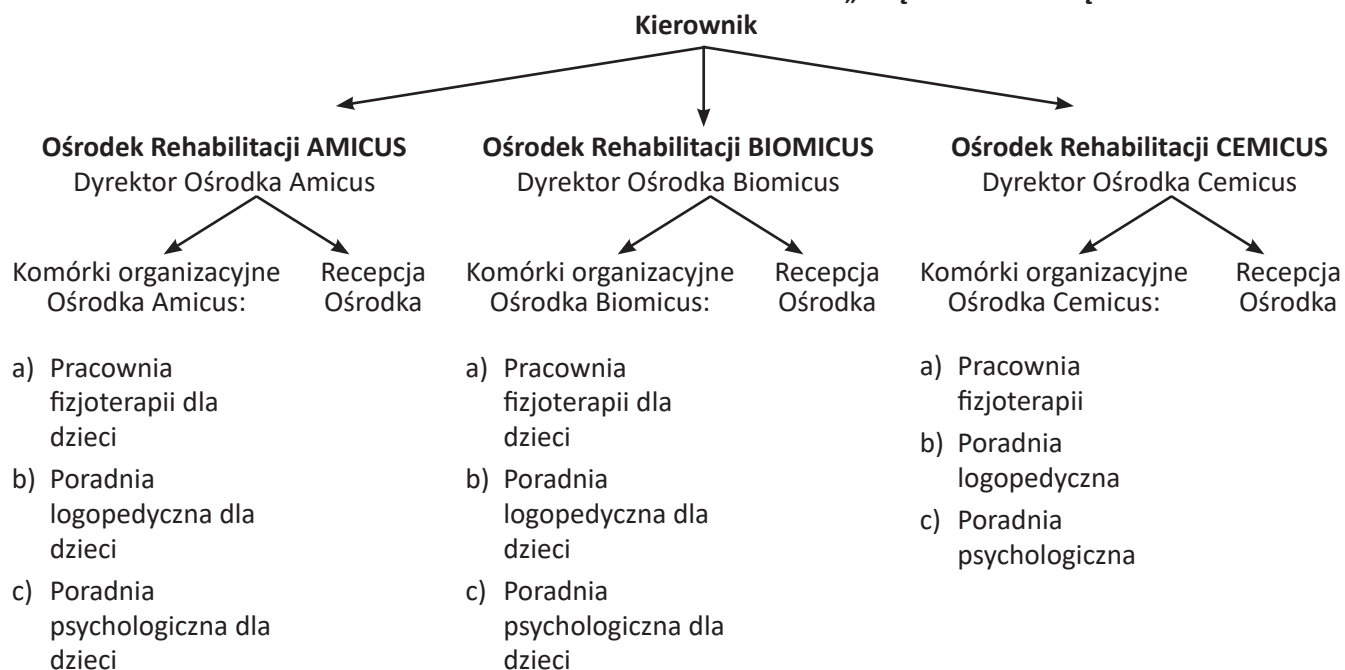 Kierownik
Ośrodek Rehabilitacji AMICUS
Dyrektor Ośrodka Amicus
Komórki organizacyjne
Ośrodka Amicus:
Recepcja
Ośrodka
a) Pracownia
fizjoterapii dla
dzieci
b) Poradnia
logopedyczna dla
dzieci
c) Poradnia
psychologiczna dla
dzieci
Ośrodek Rehabilitacji BIOMICUS
Dyrektor Ośrodka Biomicus
Komórki organizacyjne
Ośrodka Biomicus:
Recepcja
Ośrodka
a) Pracownia
fizjoterapii dla
dzieci
b) Poradnia
logopedyczna dla
dzieci
c) Poradnia
psychologiczna dla
dzieci
Ośrodek Rehabilitacji CEMICUS
Dyrektor Ośrodka Cemicus
Komórki organizacyjne
Ośrodka Cemicus:
Recepcja
Ośrodka
a) Pracownia
fizjoterapii
b) Poradnia
logopedyczna
c) Poradnia
psychologiczna